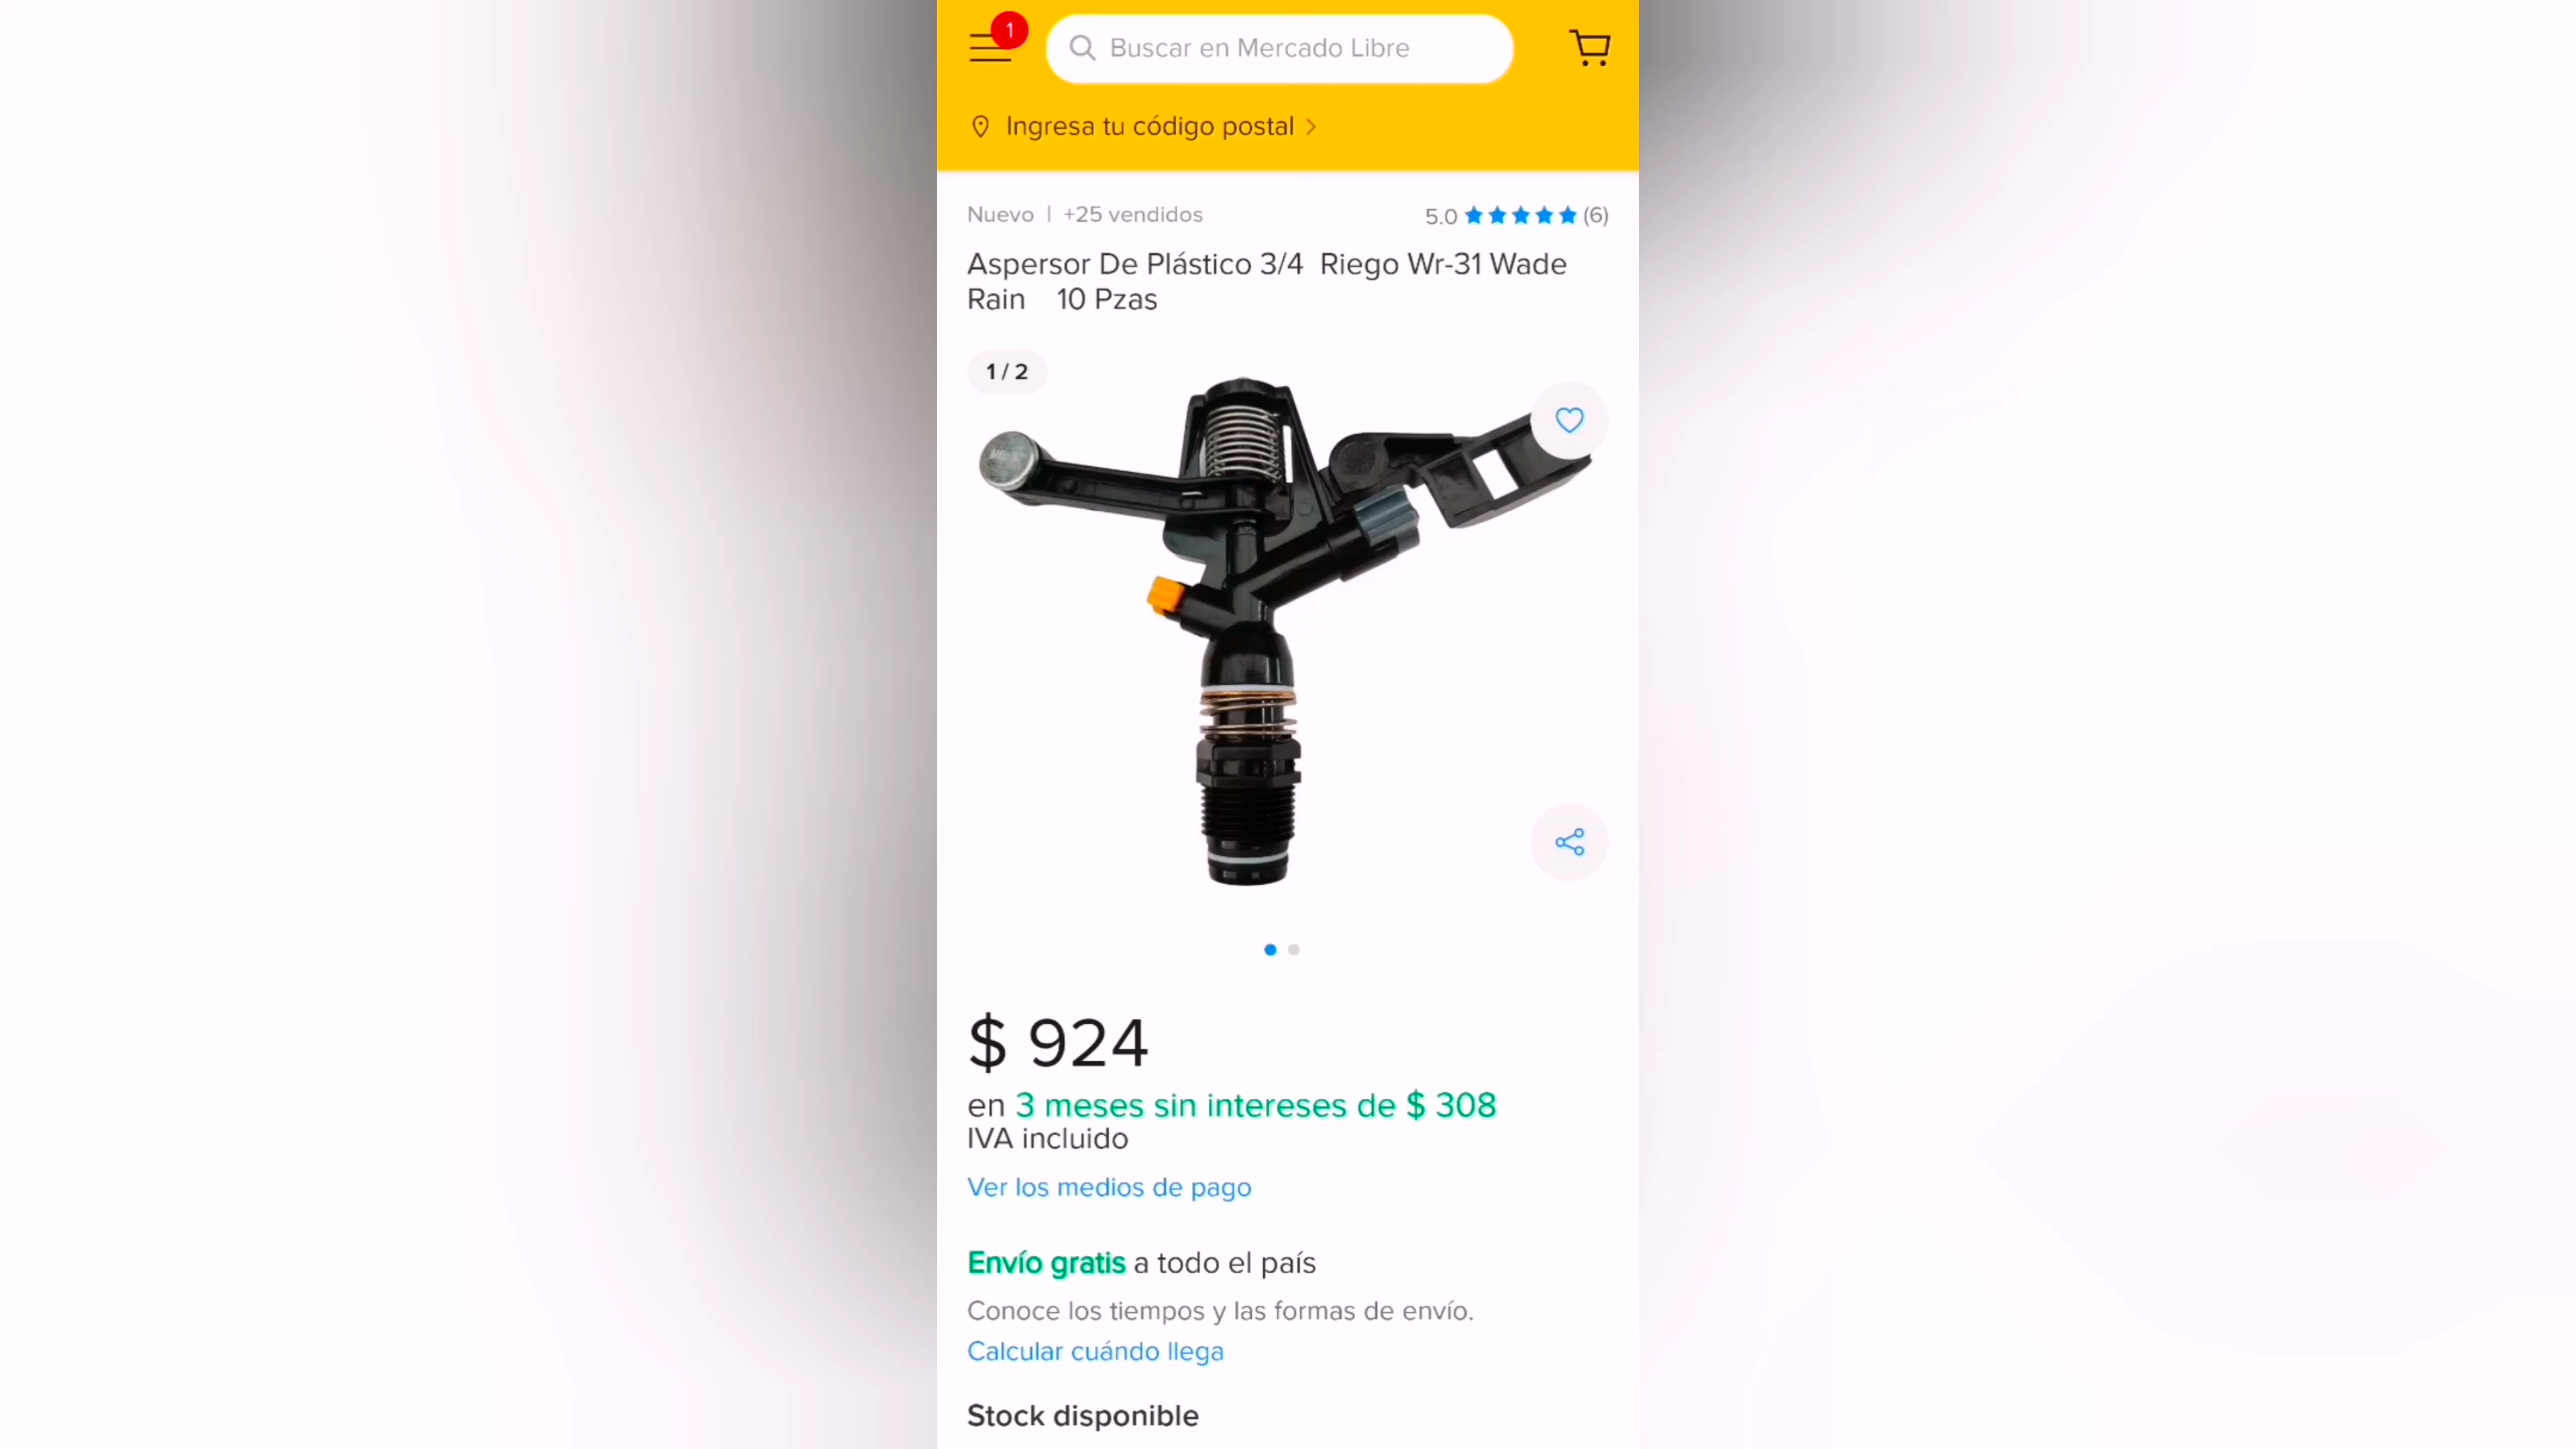 1
Buscar en Mercado Libre
Ingresa tu código postal
Nuevo | +25 vendidos
5.0 (6)
Aspersor De Plástico 3/4 Riego Wr-31 Wade
Rain 10 Pzas
1 / 2
$ 924
en 3 meses sin intereses de $ 308
IVA incluido
Ver los medios de pago
Envío gratis a todo el país
Conoce los tiempos y las formas de envío.
Calcular cuándo llega
Stock disponible